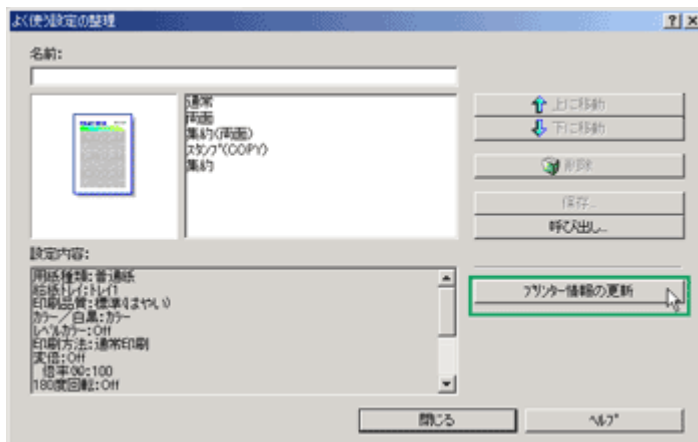 よく使う設定の整理
名前:
通常
両面
集約(両面)
スタンプ(COPY)
集約
上に移動
下に移動
削除
保存...
呼び出し...
プリンター情報の更新
設定内容:
用紙種類:普通紙
給紙トレイ:トレイ1
印刷品質:標準(はやい)
カラー/白黒:カラー
レベルカラー:Off
印刷方法:通常印刷
変倍:Off
倍率(%):100
180度回転:Off
閉じる
ヘルプ